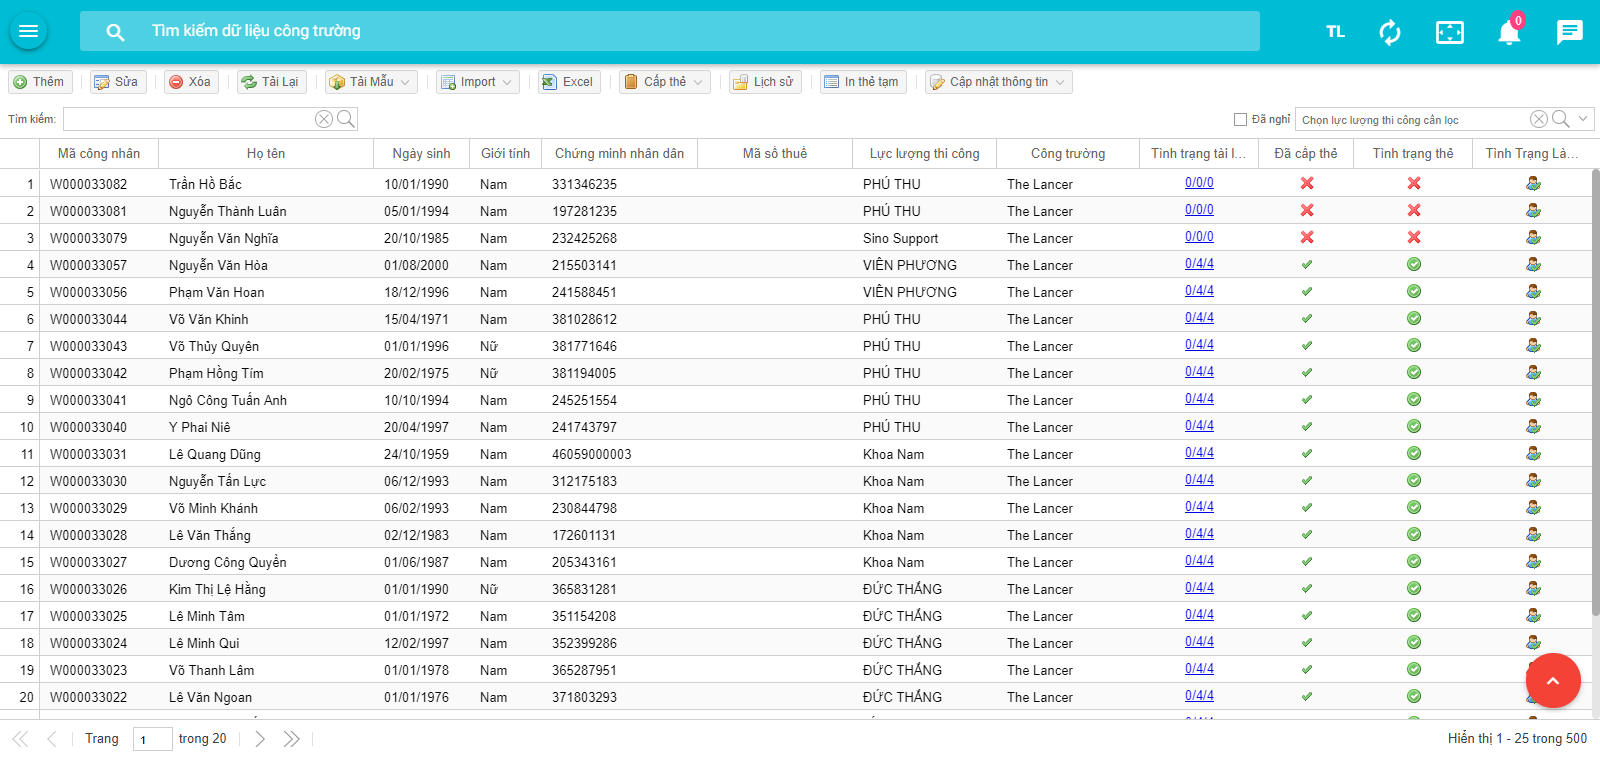 Tìm kiếm dữ liệu công trường TL 0
Thêm Sửa Xóa Tải Lại Tải Mẫu Import Excel Cấp thẻ Lịch sử In thẻ tạm Cập nhật thông tin
Tìm kiếm: Đã nghỉ Chọn lực lượng thi công cần lọc
Mã công nhân Họ tên Ngày sinh Giới tính Chứng minh nhân dân Mã số thuế Lực lượng thi công Công trường Tình trạng tài l... Đã cấp thẻ Tình trạng thẻ Tình Trạng Là...
1 W000033082 Trần Hồ Bắc 10/01/1990 Nam 331346235 PHÚ THU The Lancer 0/0/0
2 W000033081 Nguyễn Thành Luân 05/01/1994 Nam 197281235 PHÚ THU The Lancer 0/0/0
3 W000033079 Nguyễn Văn Nghĩa 20/10/1985 Nam 232425268 Sino Support The Lancer 0/0/0
4 W000033057 Nguyễn Văn Hòa 01/08/2000 Nam 215503141 VIÊN PHƯƠNG The Lancer 0/4/4
5 W000033056 Phạm Văn Hoan 18/12/1996 Nam 241588451 VIÊN PHƯƠNG The Lancer 0/4/4
6 W000033044 Võ Văn Khinh 15/04/1971 Nam 381028612 PHÚ THU The Lancer 0/4/4
7 W000033043 Võ Thủy Quyên 01/01/1996 Nữ 381771646 PHÚ THU The Lancer 0/4/4
8 W000033042 Phạm Hồng Tím 20/02/1975 Nữ 381194005 PHÚ THU The Lancer 0/4/4
9 W000033041 Ngô Công Tuấn Anh 10/10/1994 Nam 245251554 PHÚ THU The Lancer 0/4/4
10 W000033040 Y Phai Niê 20/04/1997 Nam 241743797 PHÚ THU The Lancer 0/4/4
11 W000033031 Lê Quang Dũng 24/10/1959 Nam 46059000003 Khoa Nam The Lancer 0/4/4
12 W000033030 Nguyễn Tấn Lực 06/12/1993 Nam 312175183 Khoa Nam The Lancer 0/4/4
13 W000033029 Võ Minh Khánh 06/02/1993 Nam 230844798 Khoa Nam The Lancer 0/4/4
14 W000033028 Lê Văn Thắng 02/12/1983 Nam 172601131 Khoa Nam The Lancer 0/4/4
15 W000033027 Dương Công Quyền 01/06/1987 Nam 205343161 Khoa Nam The Lancer 0/4/4
16 W000033026 Kim Thị Lệ Hằng 01/01/1990 Nữ 365831281 ĐỨC THẮNG The Lancer 0/4/4
17 W000033025 Lê Minh Tâm 01/01/1972 Nam 351154208 ĐỨC THẮNG The Lancer 0/4/4
18 W000033024 Lê Minh Qui 12/02/1997 Nam 352399286 ĐỨC THẮNG The Lancer 0/4/4
19 W000033023 Võ Thanh Lâm 01/01/1978 Nam 365287951 ĐỨC THẮNG The Lancer 0/4/4
20 W000033022 Lê Văn Ngoan 01/01/1976 Nam 371803293 ĐỨC THẮNG The Lancer 0/4/4
Trang 1 trong 20 Hiển thị 1 - 25 trong 500